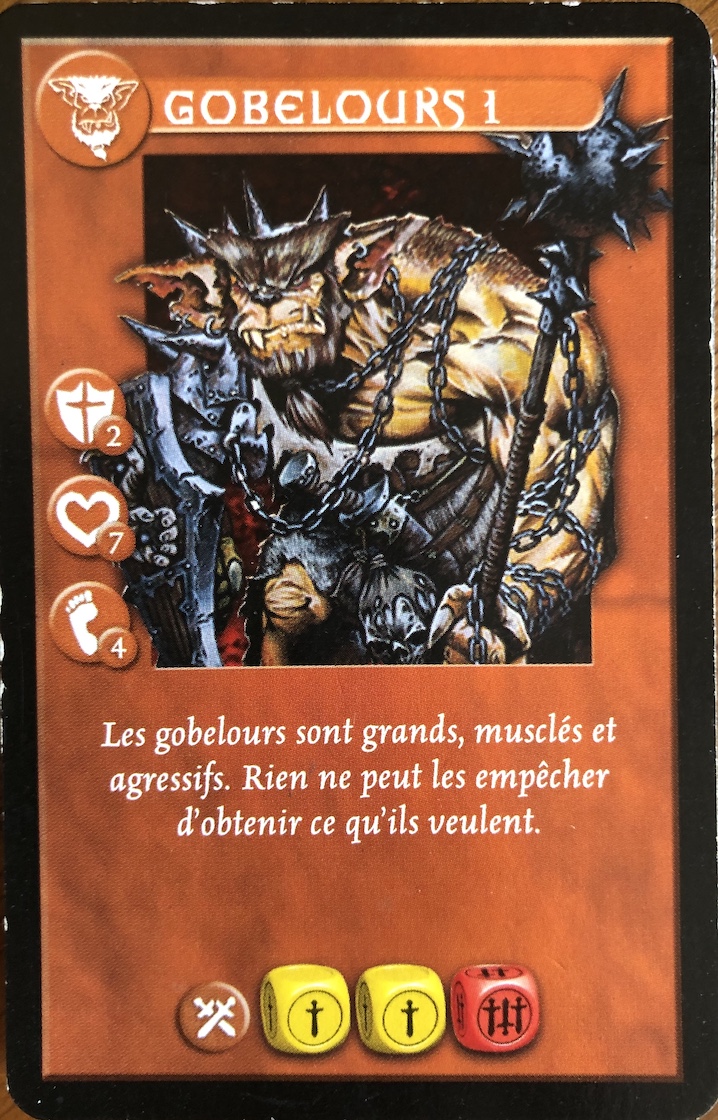 GOBELOURS 1
2
7
4
Les gobelours sont grands, musclés et
agressifs. Rien ne peut les empêcher
d'obtenir ce qu'ils veulent.